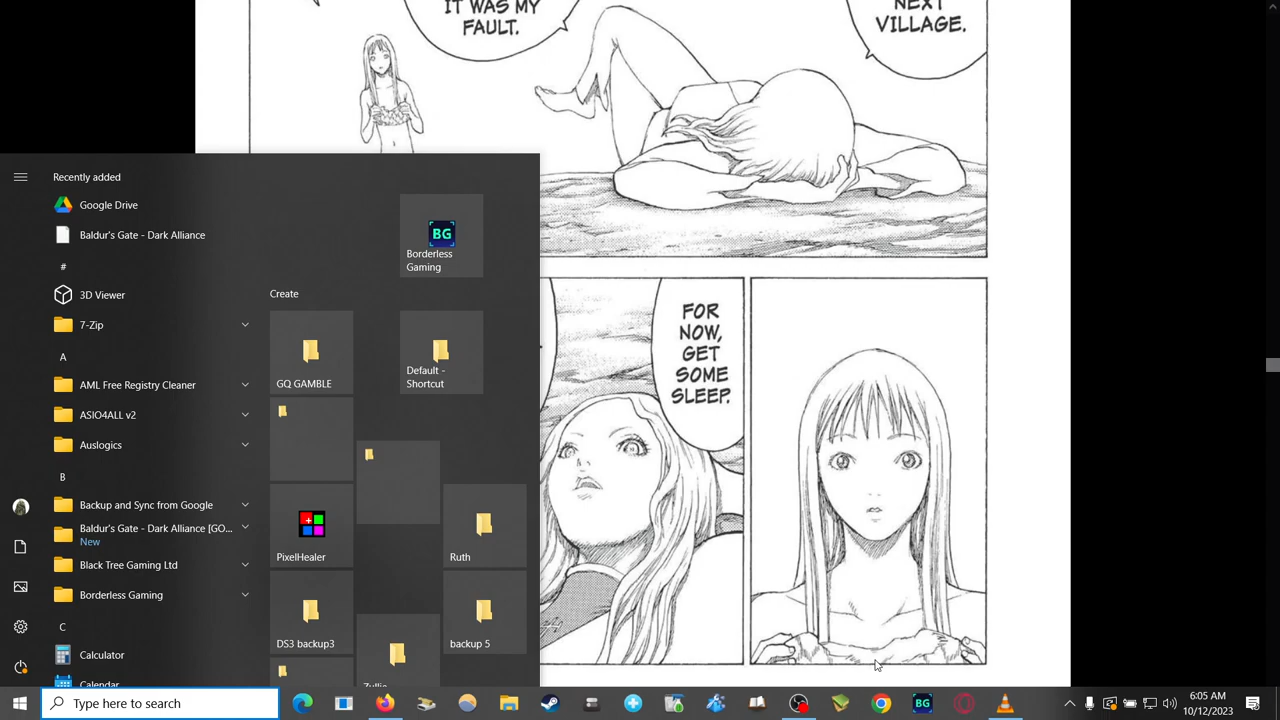 IT WAS MY
FAULT.
NEXT
VILLAGE.
FOR
NOW,
GET
SOME
SLEEP.
Recently added
Google Drive
Baldur's Gate - Dark Alliance
#
3D Viewer
7-Zip
A
AML Free Registry Cleaner
ASIO4ALL v2
Auslogics
B
Backup and Sync from Google
Baldur's Gate - Dark Alliance [GO...
New
Black Tree Gaming Ltd
Borderless Gaming
C
Calculator
Calendar
BG
Borderless
Gaming
Create
GQ GAMBLE
Default -
Shortcut
PixelHealer
Ruth
DS3 backup3
backup 5
Zullie
Type here to search
BG
6:05 AM
10/12/2023